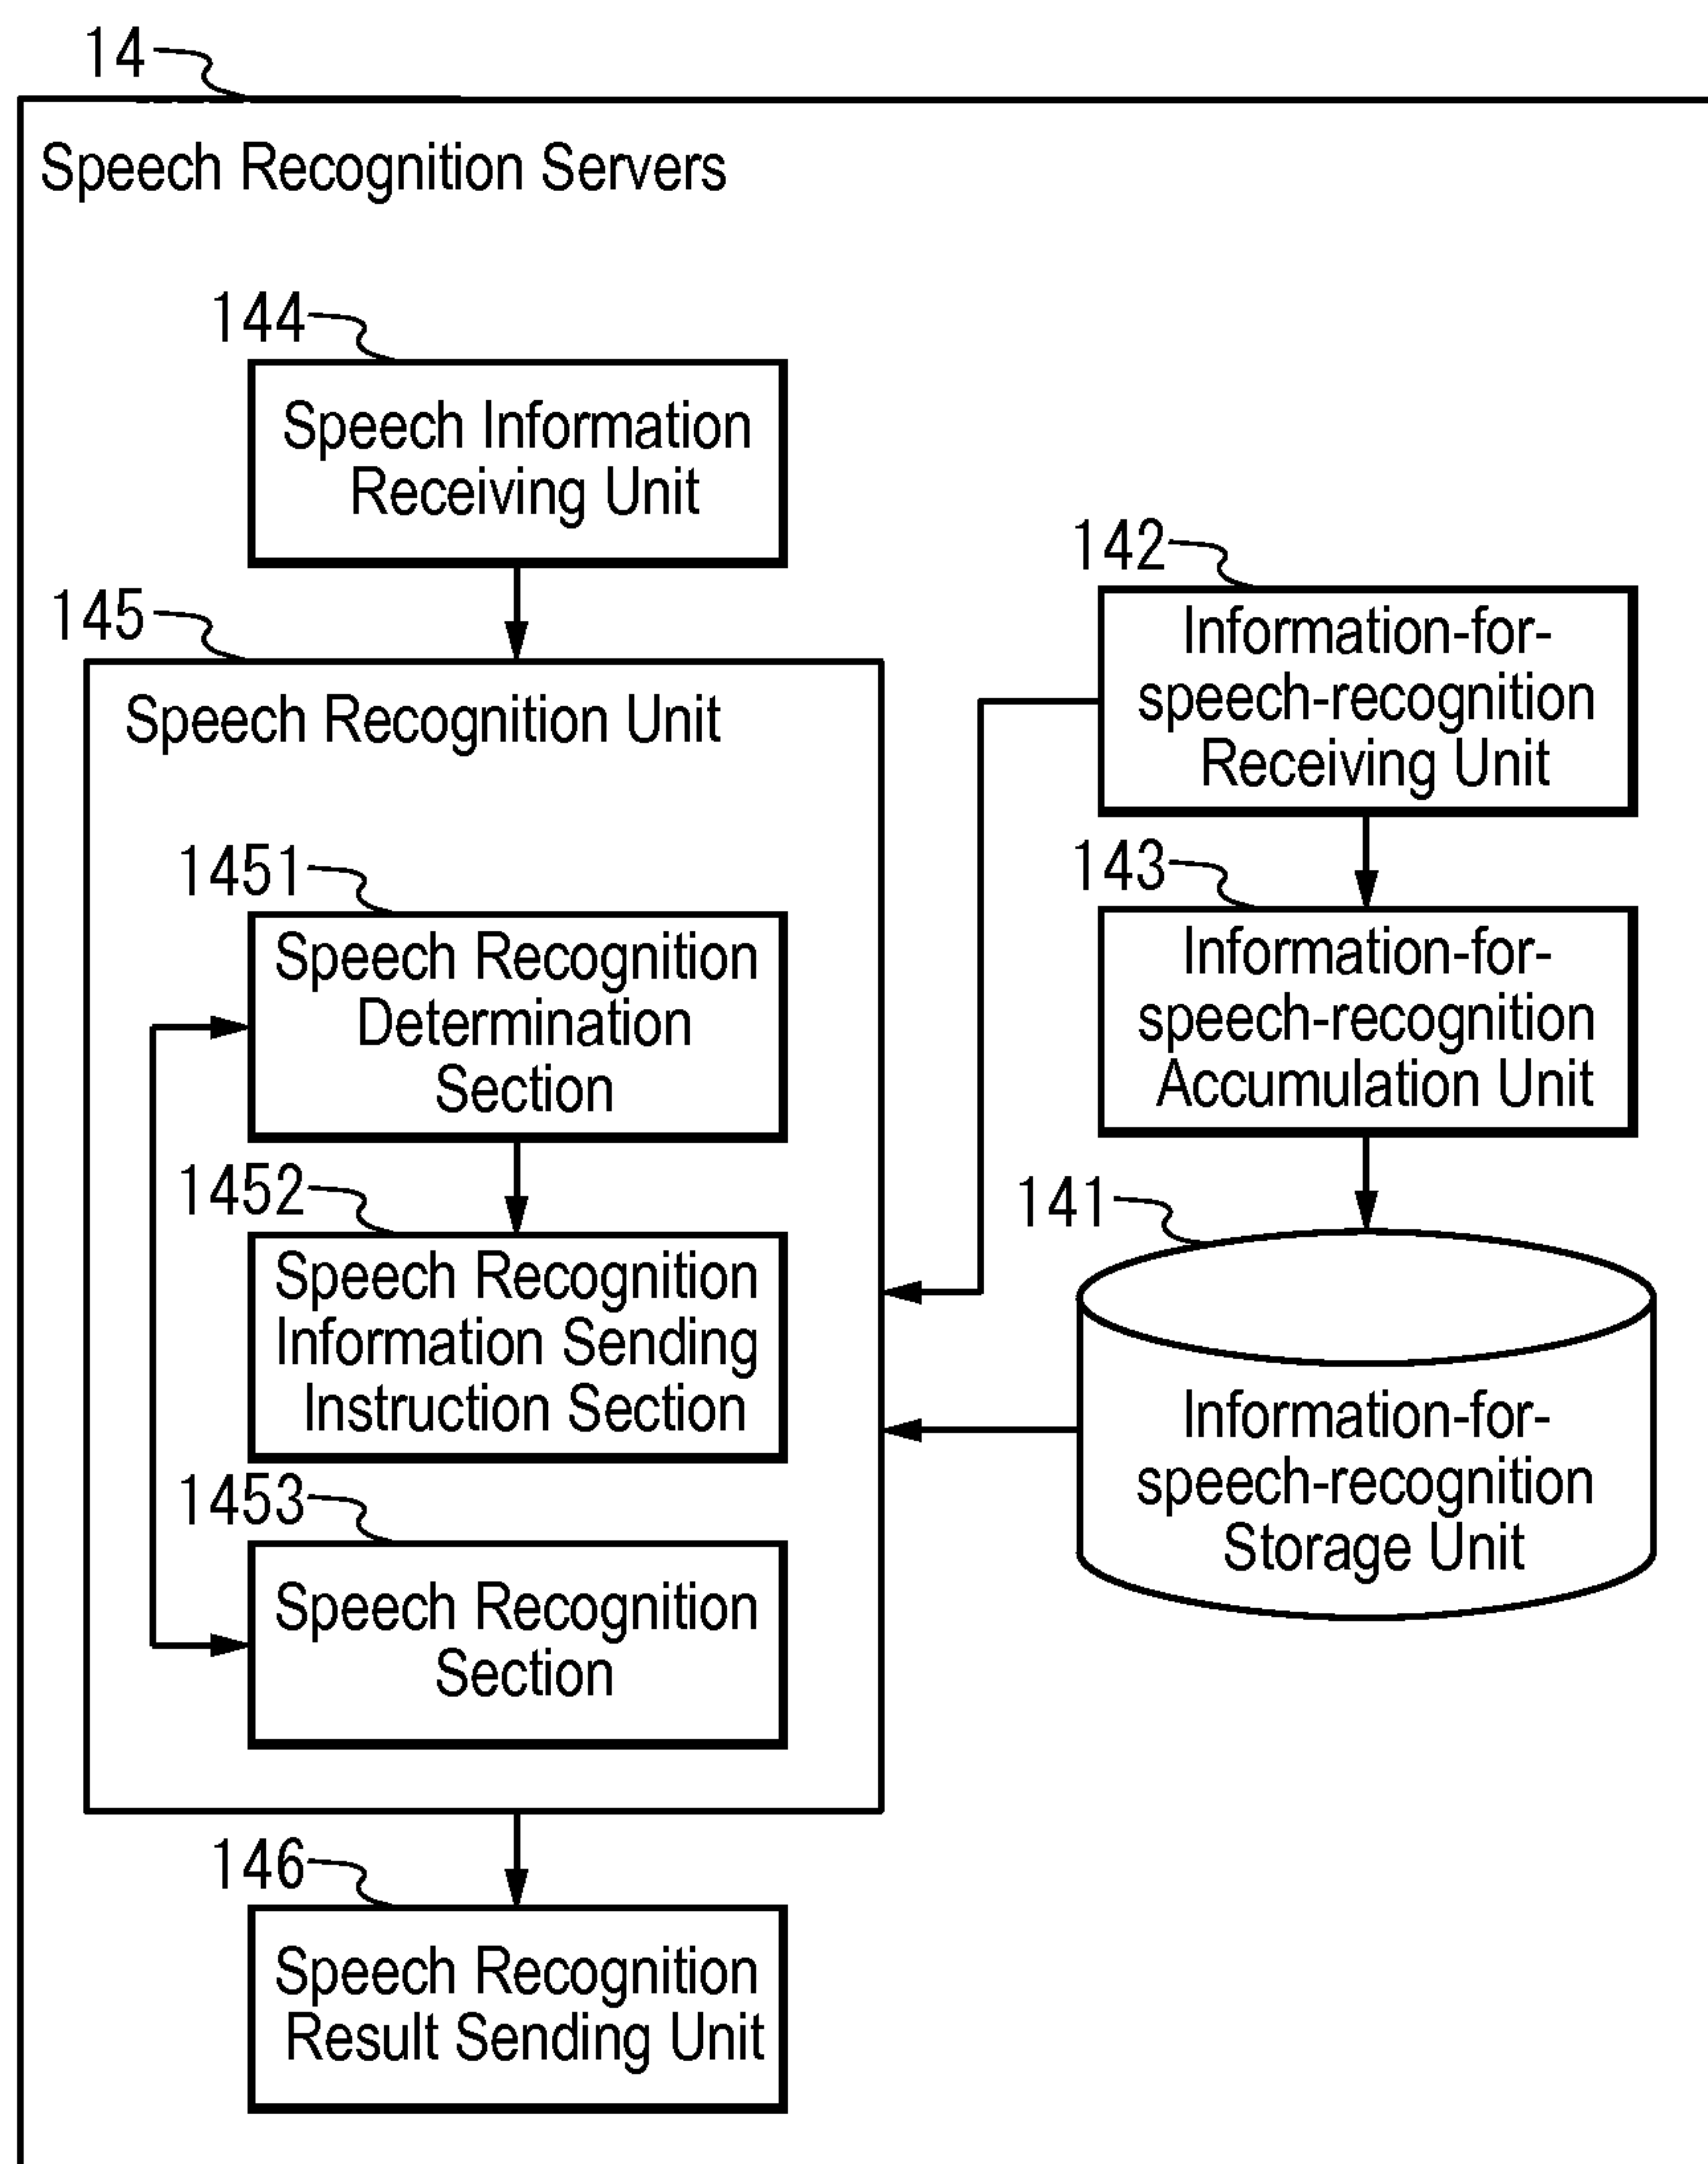 14
Speech Recognition Servers
144
Speech Information
Receiving Unit
145
Speech Recognition Unit
1451
Speech Recognition
Determination
Section
1452
Speech Recognition
Information Sending
Instruction Section
1453
Speech Recognition
Section
146
Speech Recognition
Result Sending Unit
142
Information-for-
speech-recognition
Receiving Unit
143
Information-for-
speech-recognition
Accumulation Unit
141
Information-for-
speech-recognition
Storage Unit